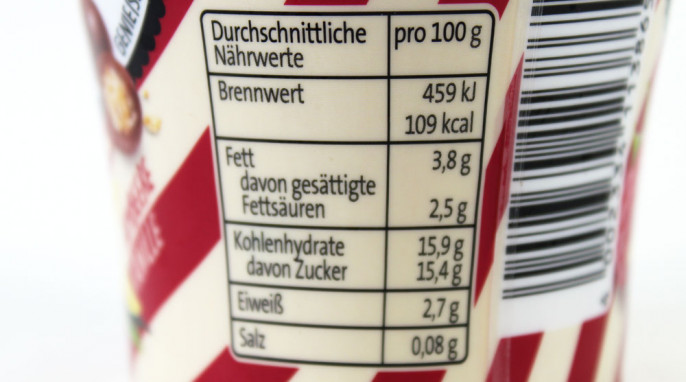 GENIES
Durchschnittliche pro 100 g
Nährwerte
Brennwert 459 kJ
109 kcal
Fett 3,8 g
davon gesättigte
Fettsäuren 2,5 g
Kohlenhydrate 15,9 g
davon Zucker 15,4 g
Eiweiß 2,7 g
Salz 0,08 g